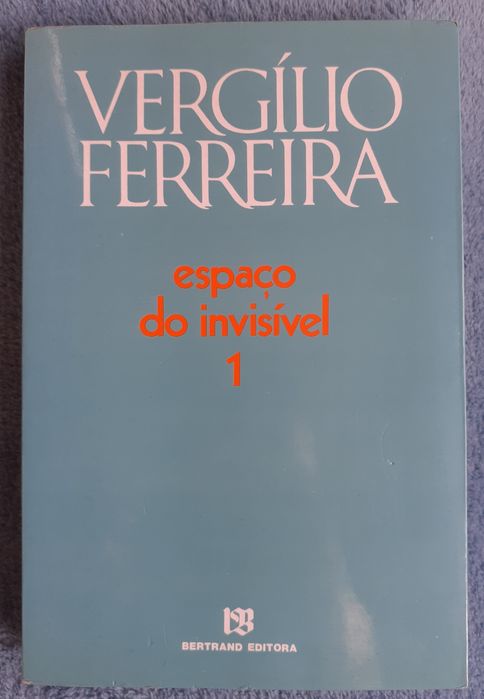 VERGÍLIO
FERREIRA
espaço
do invisível
1
BERTRAND EDITORA